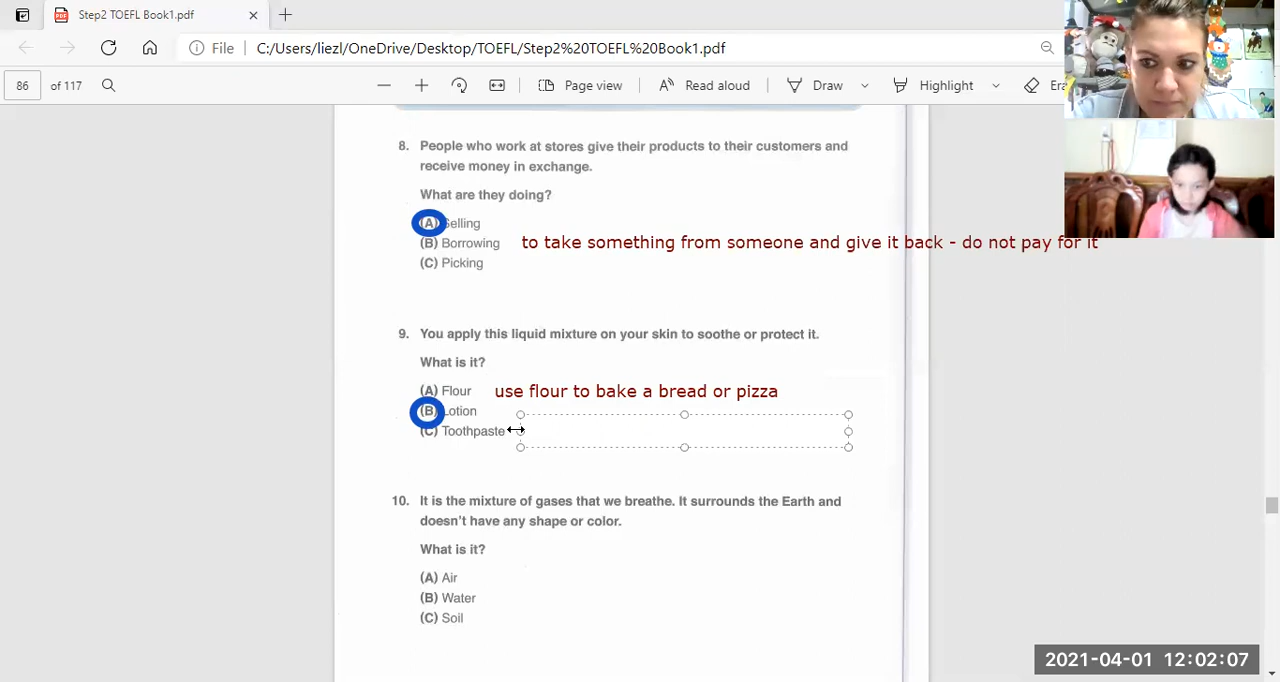 Step2 TOEFL Book1.pdf
File C:/Users/liezl/OneDrive/Desktop/TOEFL/Step2%20TOEFL%20Book1.pdf
86 of 117 Page view Read aloud Draw Highlight
8. People who work at stores give their products to their customers and
receive money in exchange.
What are they doing?
(A) Selling
(B) Borrowing to take something from someone and give it back - do not pay for it
(C) Picking
9. You apply this liquid mixture on your skin to soothe or protect it.
What is it?
(A) Flour use flour to bake a bread or pizza
(B) Lotion
(C) Toothpaste
10. It is the mixture of gases that we breathe. It surrounds the Earth and
doesn't have any shape or color.
What is it?
(A) Air
(B) Water
(C) Soil
2021-04-01 12:02:07